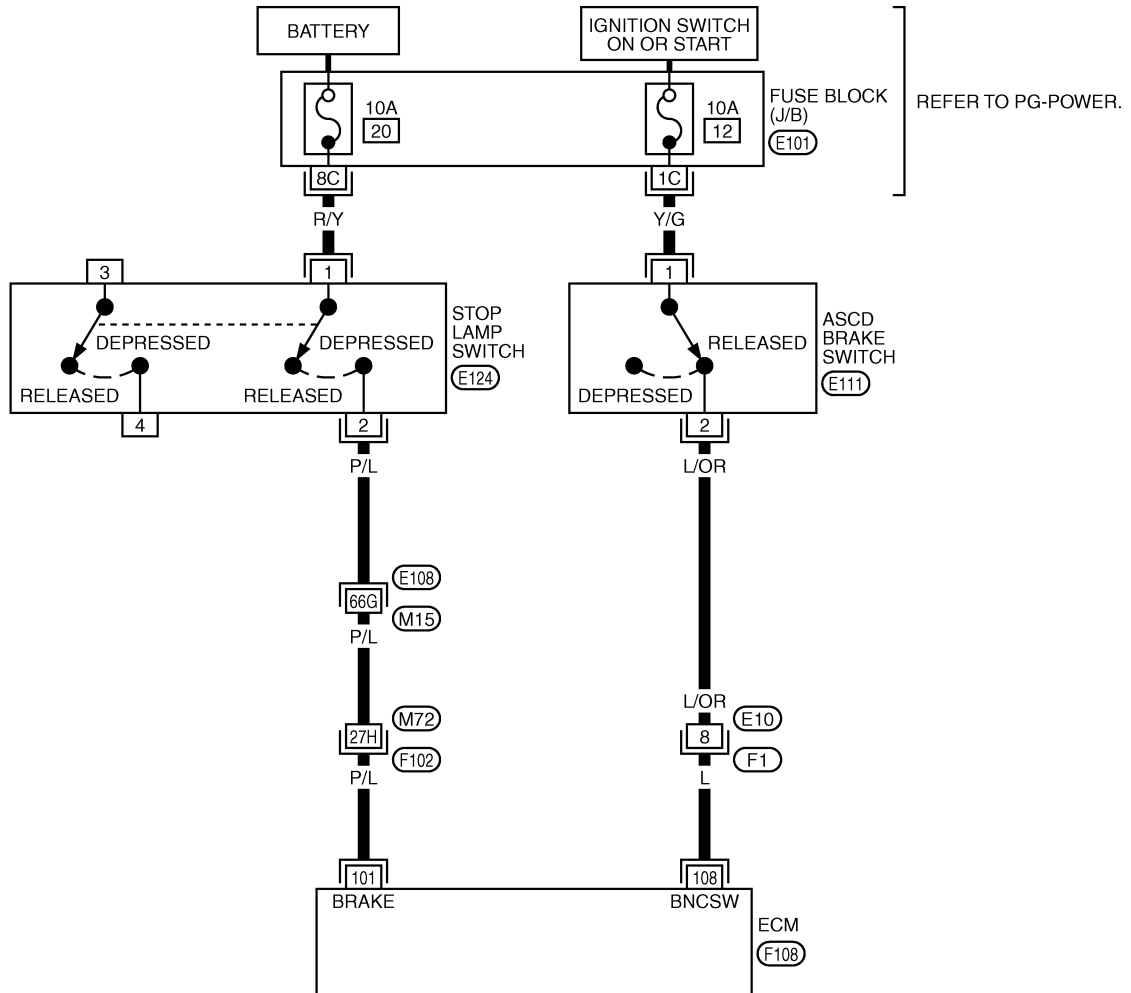 BATTERY
IGNITION SWITCH
ON OR START
10A
20
10A
12
FUSE BLOCK
(J/B)
E101
REFER TO PG-POWER.
8C
1C
R/Y
Y/G
3
1
1
DEPRESSED
RELEASED
DEPRESSED
RELEASED
STOP
LAMP
SWITCH
E124
RELEASED
DEPRESSED
ASCD
BRAKE
SWITCH
E111
4
2
2
P/L
L/OR
66G
E108
M15
P/L
L/OR
27H
M72
F102
8
E10
F1
P/L
L
101
108
BRAKE
BNCSW
ECM
F108